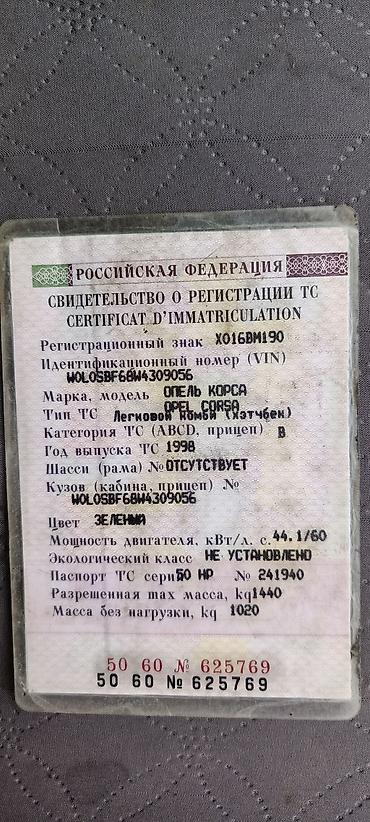 РОССИЙСКАЯ ФЕДЕРАЦИЯ
СВИДЕТЕЛЬСТВО О РЕГИСТРАЦИИ ТС
CERTIFICAT D'IMMATRICULATION
Регистрационный знак Х016ВМ190
Идентификационный номер (VIN)
W0L0SBF68W4309056
Марка, модель ОПЕЛЬ КОРСА
OPEL CORSA
Тип ТС Легковой комби (хэтчбек)
Категория ТС (ABCD, прицеп) B
Год выпуска ТС 1998
Шасси (рама) № ОТСУТСТВУЕТ
Кузов (кабина, прицеп) №
W0L0SBF68W4309056
Цвет ЗЕЛЕНЫЙ
Мощность двигателя, кВт/л. с. 44.1/60
Экологический класс НЕ УСТАНОВЛЕНО
Паспорт ТС серия 50 НР № 241940
Разрешенная max масса, kg 1440
Масса без нагрузки, kg 1020
50 60 № 625769
50 60 № 625769